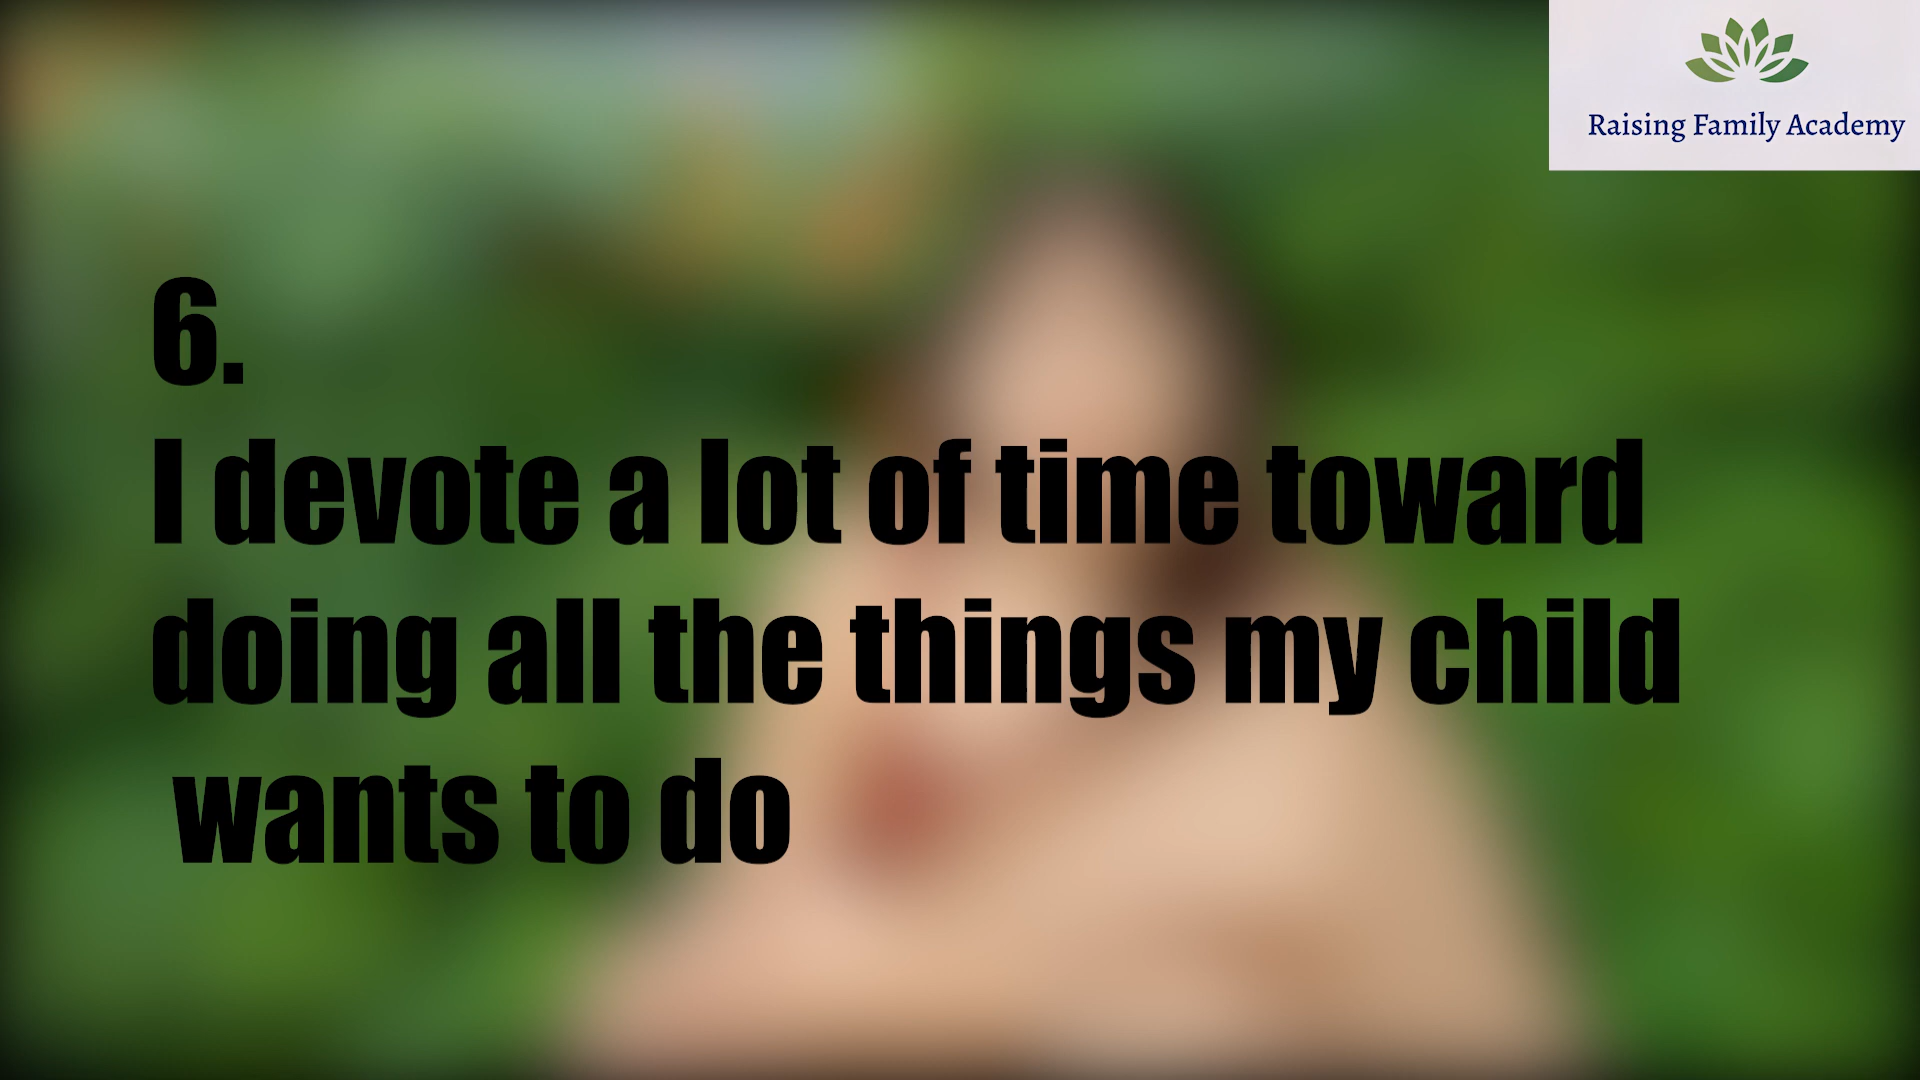 Raising Family Academy
6.
I devote a lot of time toward
doing all the things my child
wants to do